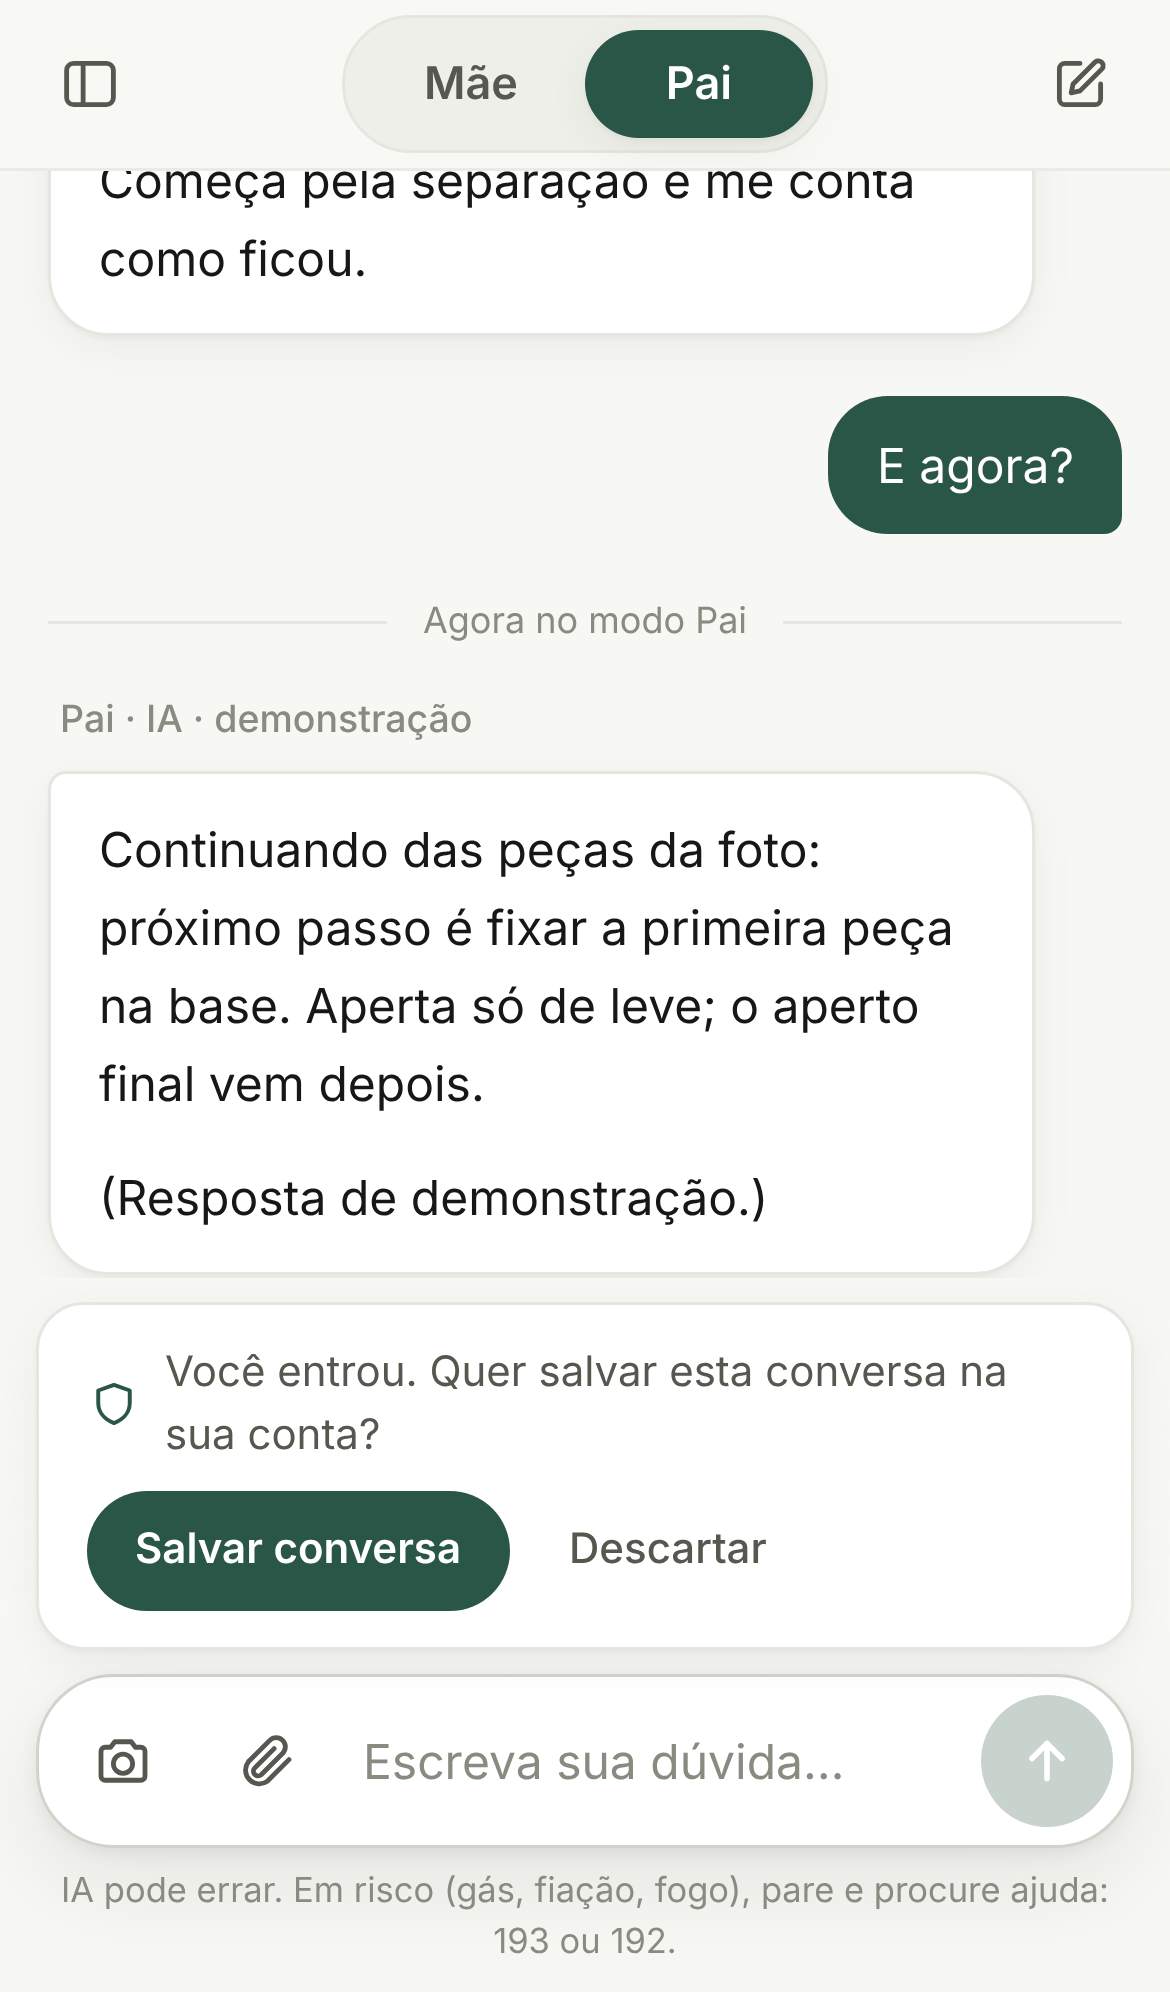 Mãe
Pai
Começa pela separação e me conta
como ficou.
E agora?
Agora no modo Pai
Pai · IA · demonstração
Continuando das peças da foto:
próximo passo é fixar a primeira peça
na base. Aperta só de leve; o aperto
final vem depois.
(Resposta de demonstração.)
Você entrou. Quer salvar esta conversa na
sua conta?
Salvar conversa
Descartar
Escreva sua dúvida...
IA pode errar. Em risco (gás, fiação, fogo), pare e procure ajuda:
193 ou 192.